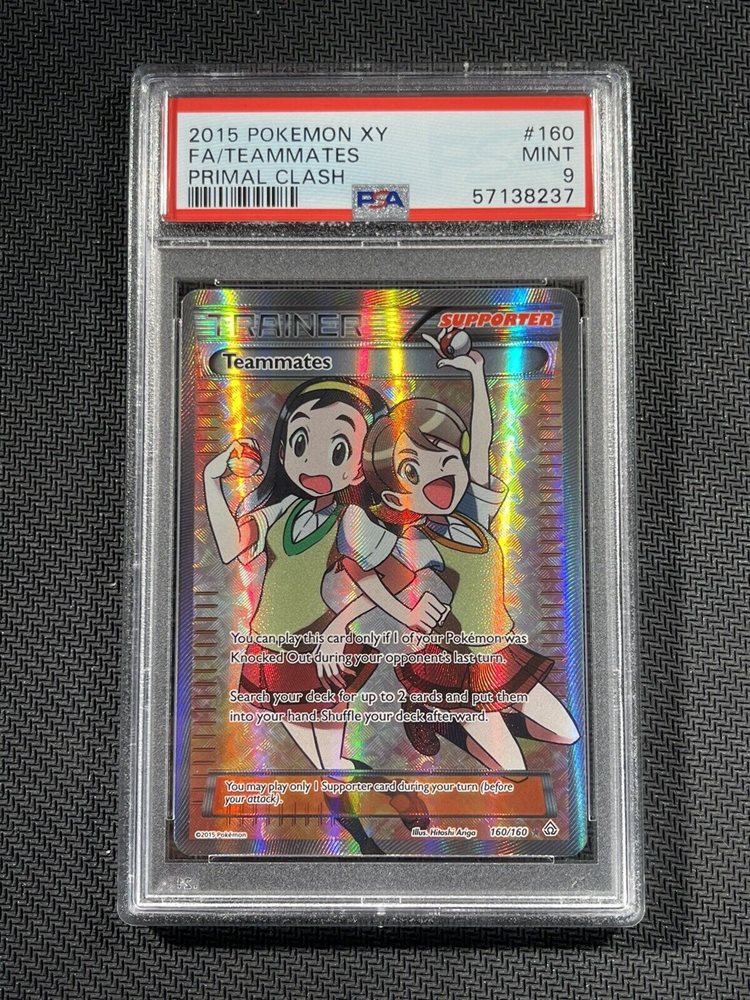 2015 POKEMON XY #160
FA/TEAMMATES MINT
PRIMAL CLASH 9
PSA 57138237
TRAINER SUPPORTER
Teammates
You can play this card only if 1 of your Pokémon was
Knocked Out during your opponent's last turn.
Search your deck for up to 2 cards and put them
into your hand. Shuffle your deck afterward.
You may play only 1 Supporter card during your turn (before
your attack).
©2015 Pokémon Illus. Hitoshi Ariga 160/160